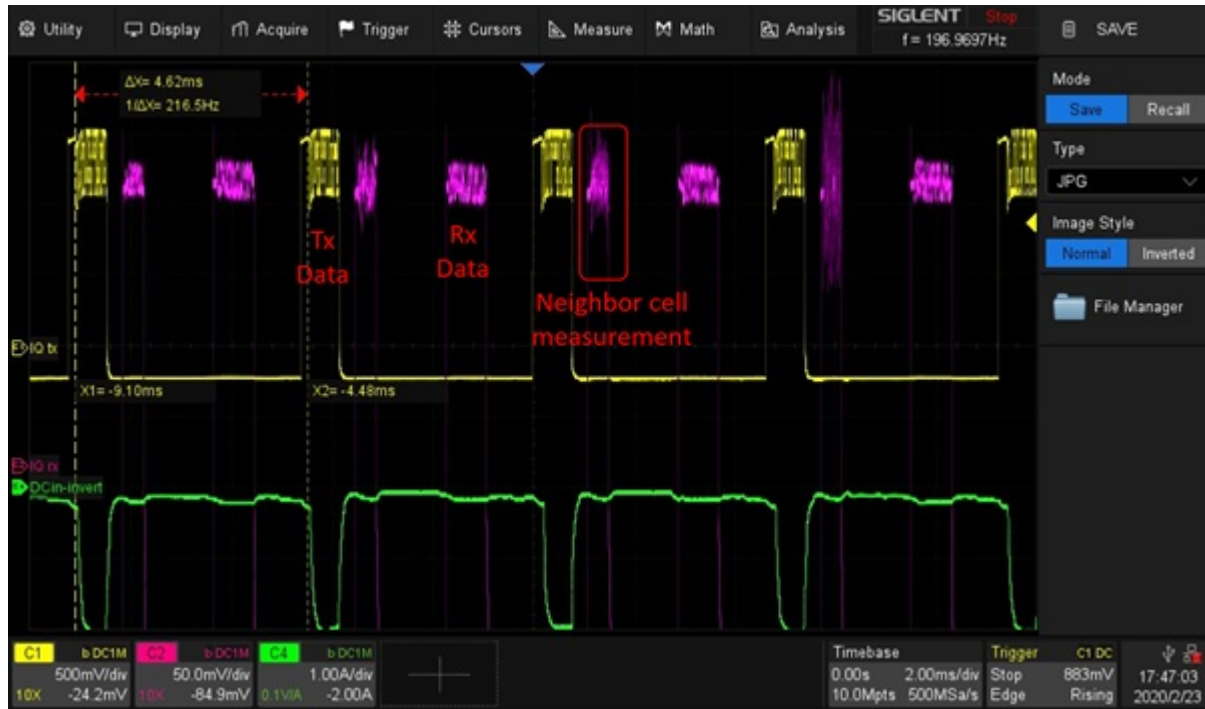 Utility Display Acquire Trigger Cursors Measure Math Analysis
SIGLENT Stop
f = 196.9697Hz
SAVE
Mode
Save Recall
Type
JPG
Image Style
Normal Inverted
File Manager
ΔX= 4.62ms
1/ΔX= 216.5Hz
Tx
Data
Rx
Data
Neighbor cell
measurement
IQ tx
X1= -9.10ms X2= -4.48ms
IQ rx
DCin-invert
C1 b DC1M
500mV/div
10X -24.2mV
C2 b DC1M
50.0mV/div
10X -84.9mV
C4 b DC1M
1.00A/div
0.1V/A -2.00A
Timebase
0.00s 2.00ms/div
10.0Mpts 500MSa/s
Trigger C1 DC
Stop 883mV
Edge Rising
17:47:03
2020/2/23